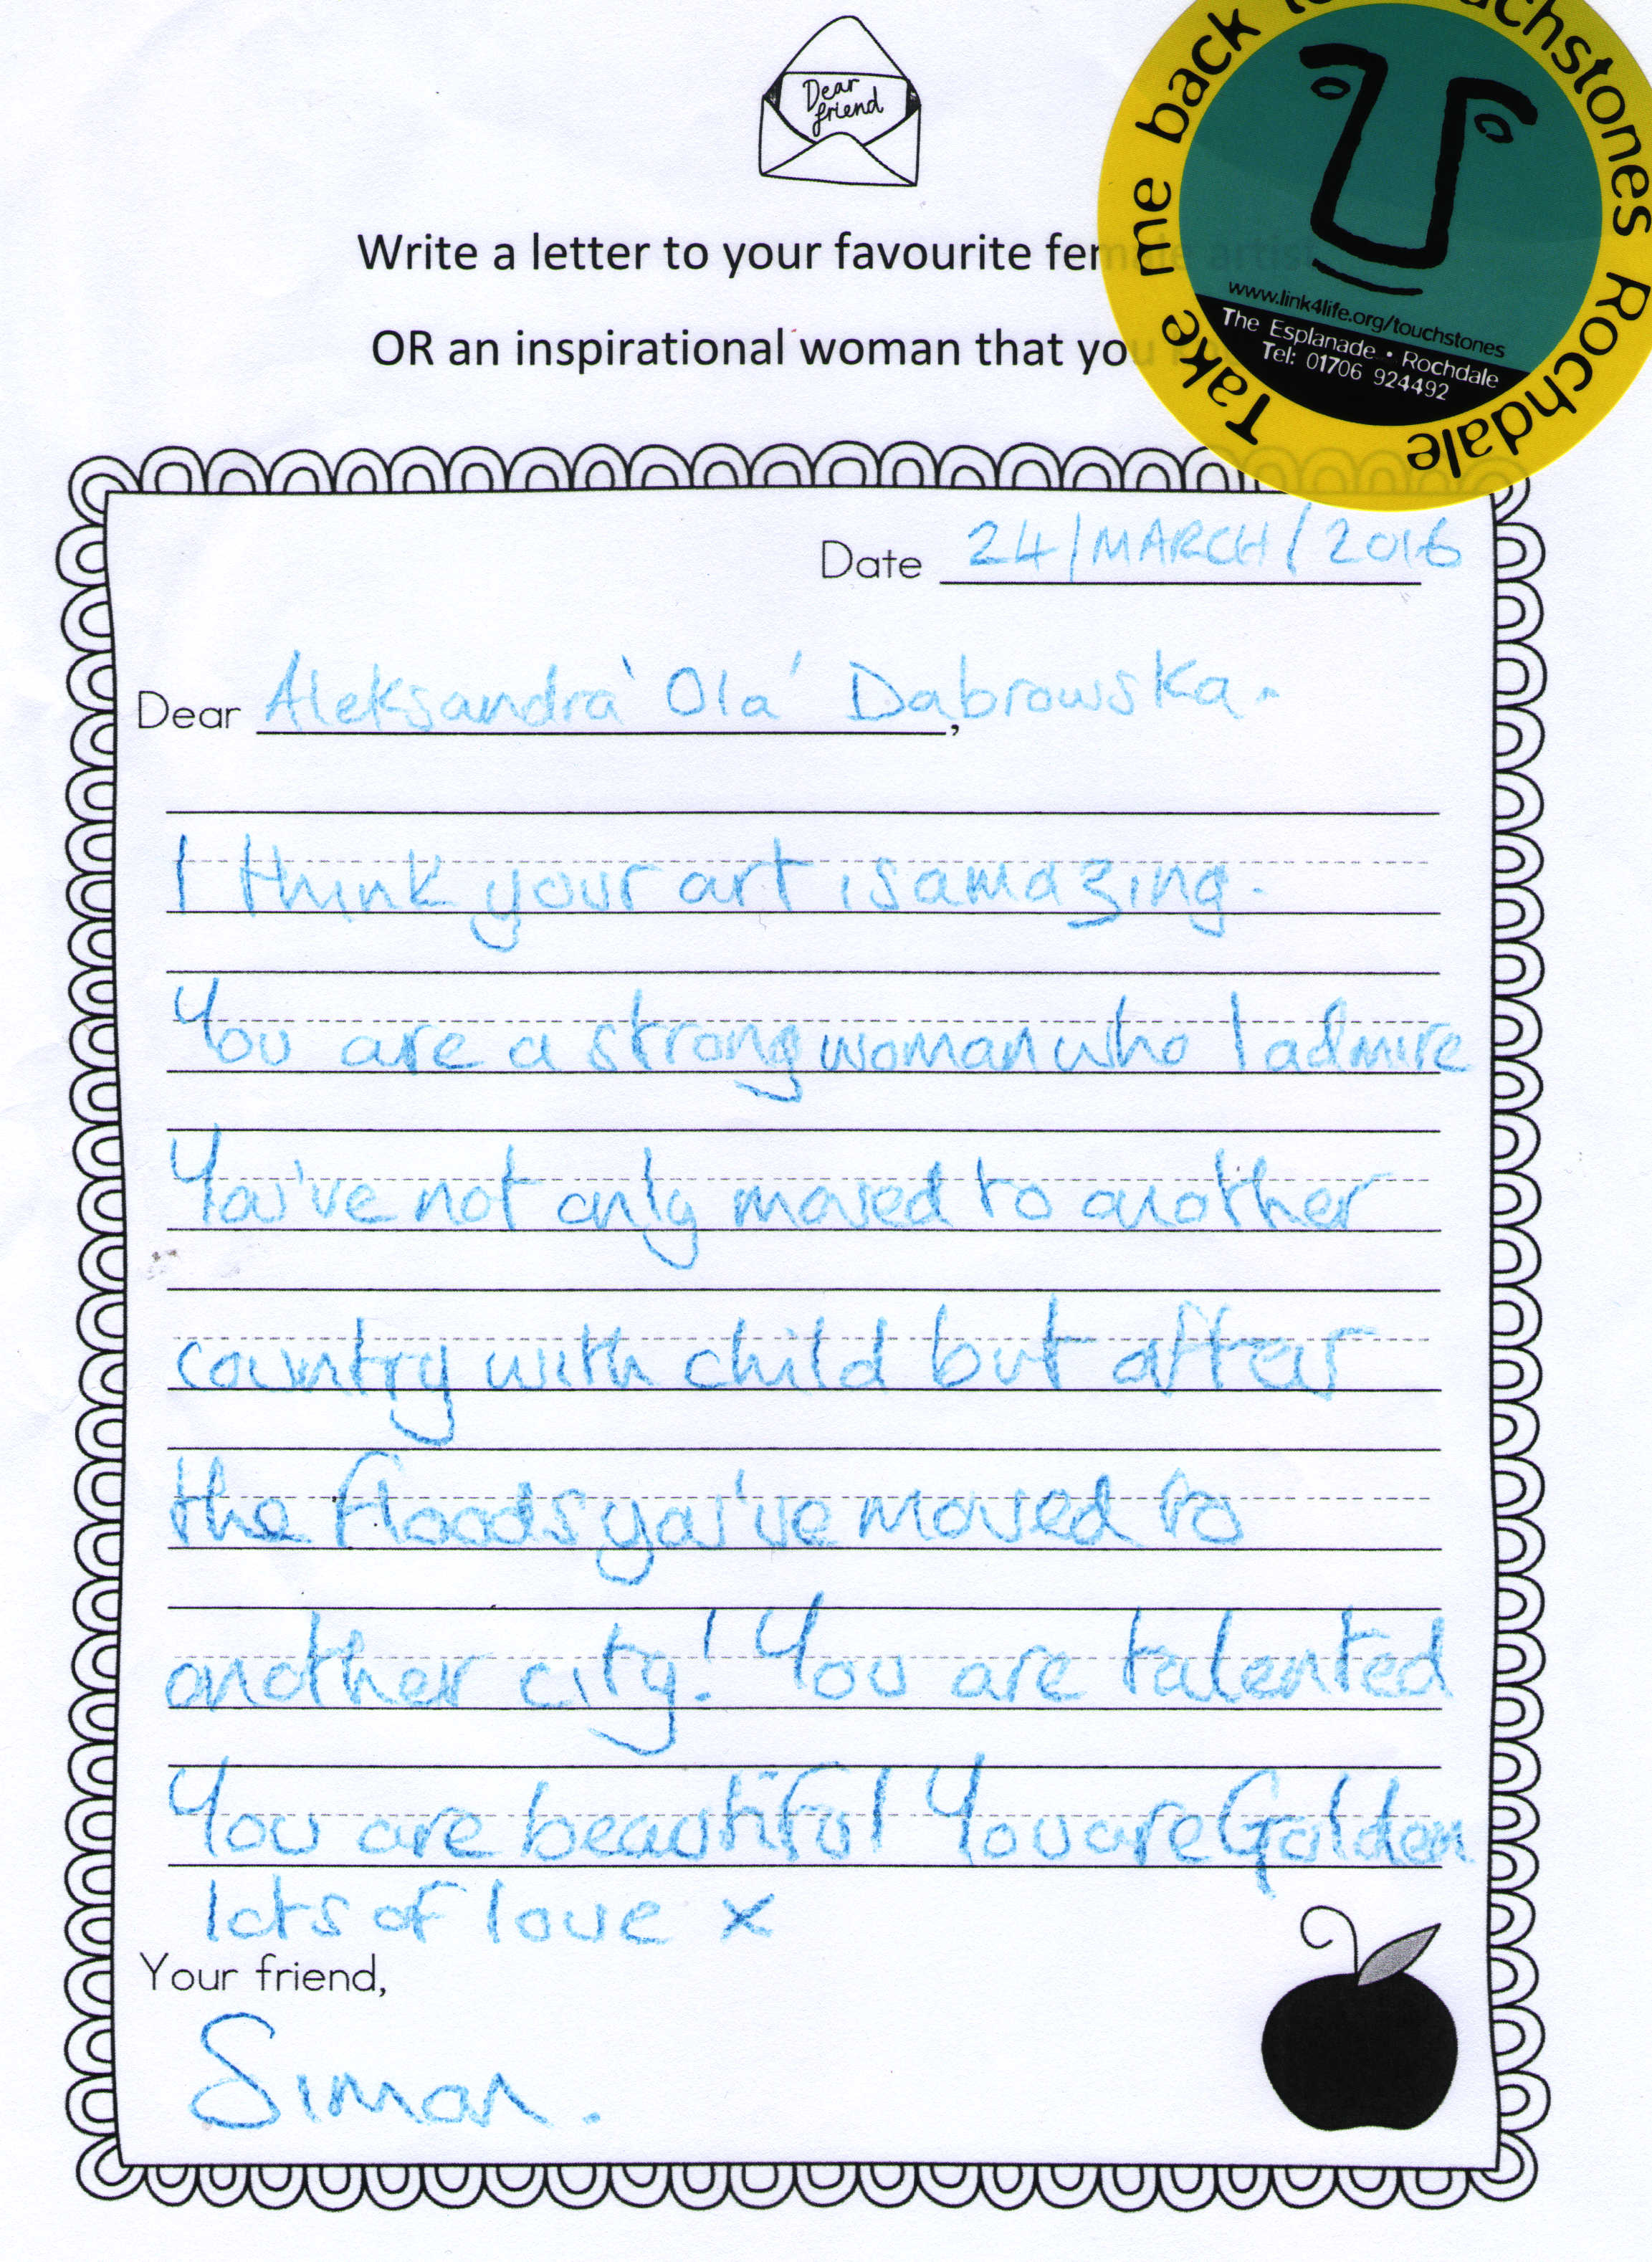 Dear
friend
Take me back to Touchstones Rochdale
www.link4life.org/touchstones
The Esplanade • Rochdale
Tel: 01706 924492
Write a letter to your favourite female artist
OR an inspirational woman that you
Date 24/MARCH/2016
Dear Aleksandra 'Ola' Dabrowska.,
I think your art is amazing.
You are a strong woman who I admire
You've not only moved to another
country with child but after
the floods you've moved to
another city! You are talented
You are beautiful You are Golden
lots of love x
Your friend,
Simon.